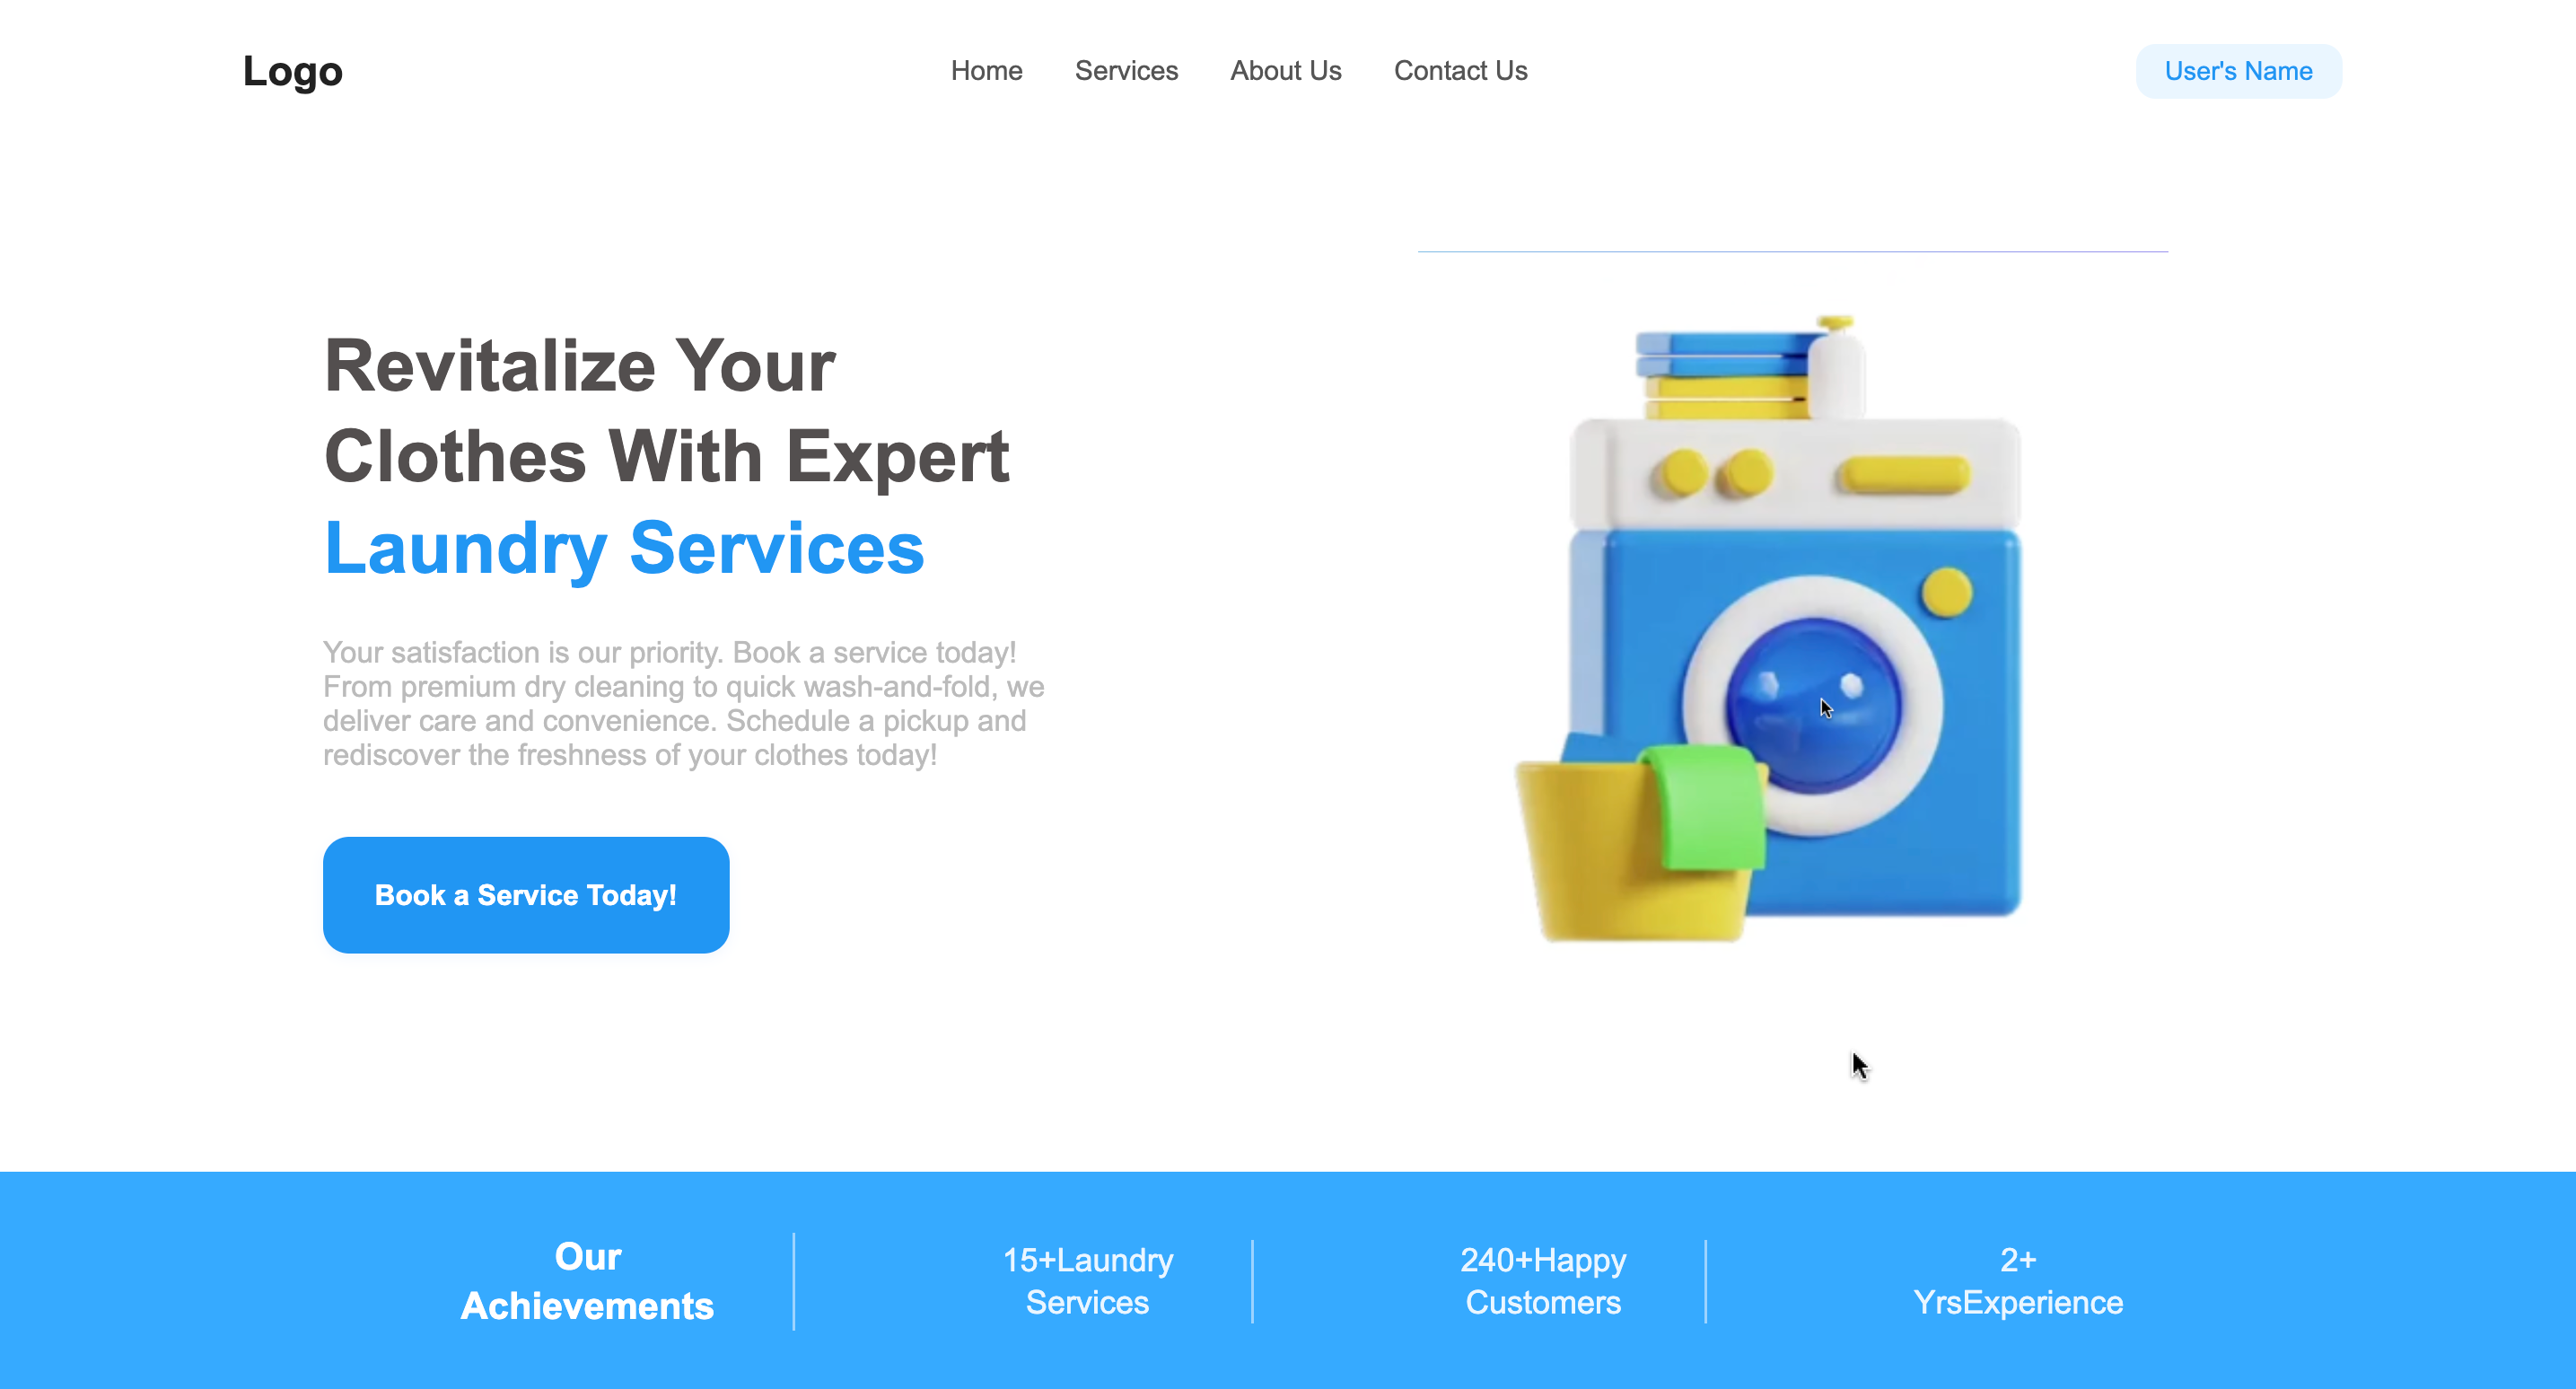 Logo
Home
Services
About Us
Contact Us
User's Name
Revitalize Your
Clothes With Expert
Laundry Services
Your satisfaction is our priority. Book a service today!
From premium dry cleaning to quick wash-and-fold, we
deliver care and convenience. Schedule a pickup and
rediscover the freshness of your clothes today!
Book a Service Today!
Our
Achievements
15+Laundry
Services
240+Happy
Customers
2+
YrsExperience